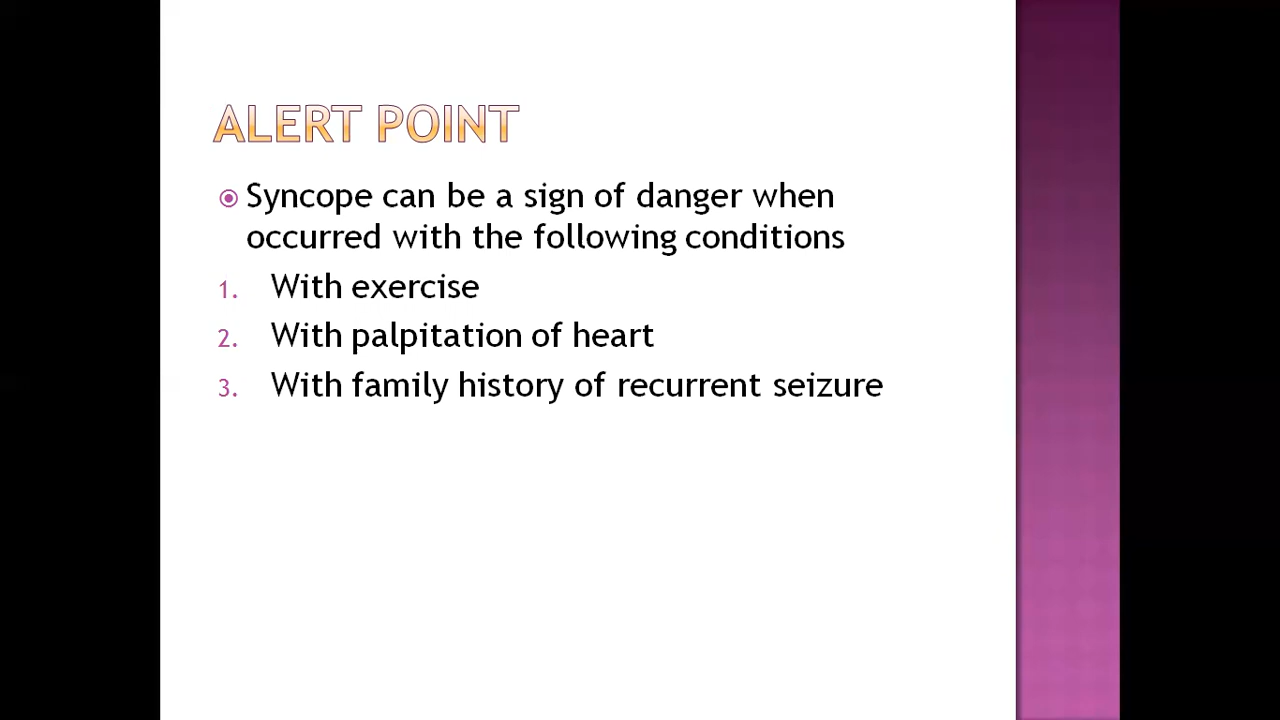 ALERT POINT
Syncope can be a sign of danger when
occurred with the following conditions
1. With exercise
2. With palpitation of heart
3. With family history of recurrent seizure